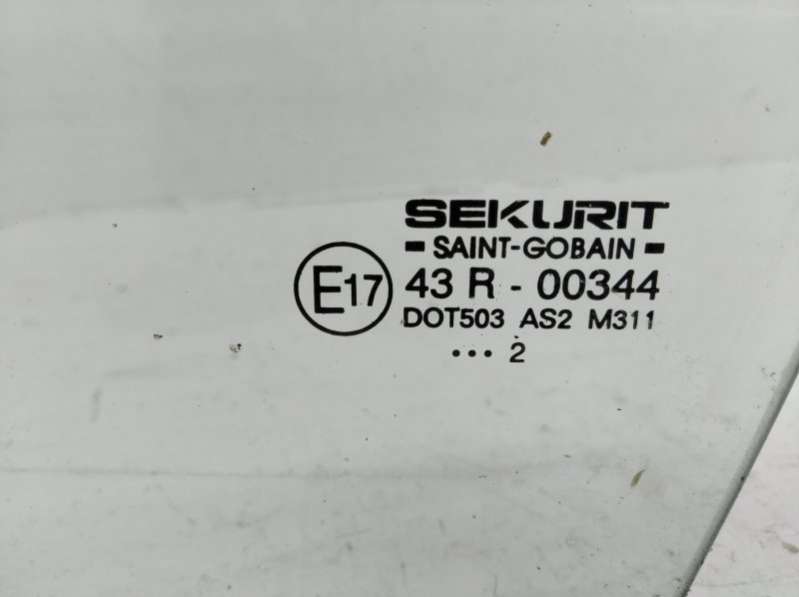 SEKURIT
- SAINT-GOBAIN -
E17 43 R - 00344
DOT503 AS2 M311
... 2